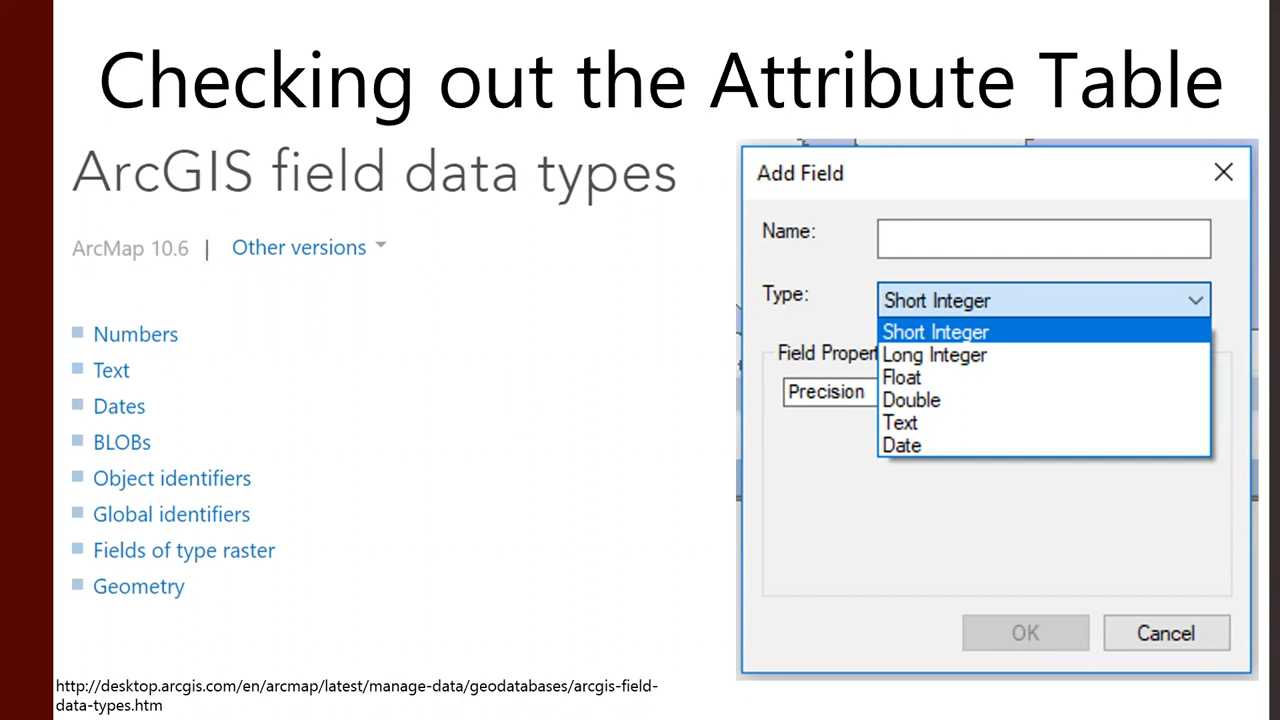 Checking out the Attribute Table
ArcGIS field data types
ArcMap 10.6 | Other versions
Numbers
Text
Dates
BLOBs
Object identifiers
Global identifiers
Fields of type raster
Geometry
http://desktop.arcgis.com/en/arcmap/latest/manage-data/geodatabases/arcgis-field-
data-types.htm
Add Field
Name:
Type:
Short Integer
Short Integer
Long Integer
Float
Double
Text
Date
Field Propert
Precision
OK
Cancel